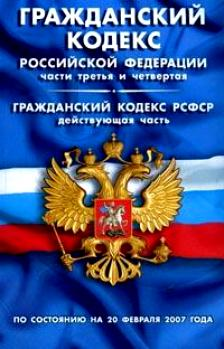 ГРАЖДАНСКИЙ
КОДЕКС
РОССИЙСКОЙ ФЕДЕРАЦИИ
части третья и четвертая
ГРАЖДАНСКИЙ КОДЕКС РСФСР
действующая часть
ПО СОСТОЯНИЮ НА 20 ФЕВРАЛЯ 2007 ГОДА